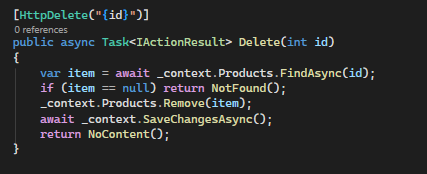 [HttpDelete("{id}")]
0 references
public async Task<IActionResult> Delete(int id)
{
    var item = await _context.Products.FindAsync(id);
    if (item == null) return NotFound();
    _context.Products.Remove(item);
    await _context.SaveChangesAsync();
    return NoContent();
}